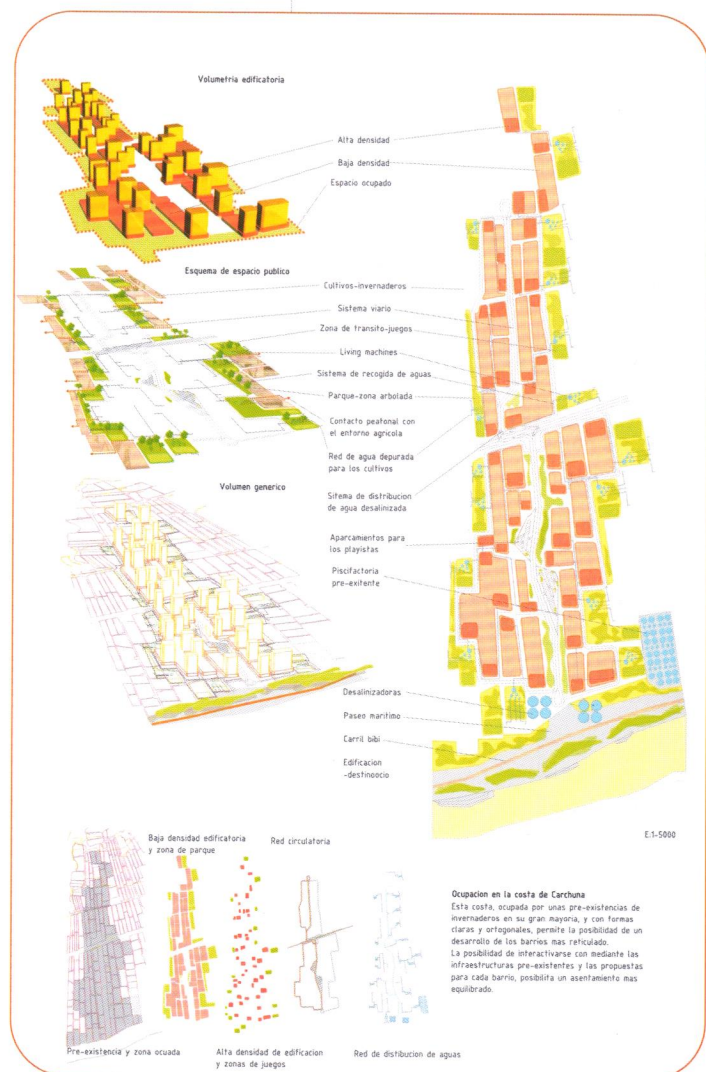 Volumetria edificatoria
Alta densidad
Baja densidad
Espacio ocupado
Esquema de espacio publico
Cultivos-invernaderos
Sistema viario
Zona de transito-juegos
Living machines
Sistema de recogida de aguas
Parque-zona arbolada
Contacto peatonal con
el entorno agricola
Red de agua depurada
para los cultivos
Volumen generico
Sitema de distribucion
de agua desalinizada
Aparcamientos para
los playistas
Piscifactoria
pre-exitente
Desalinizadoras
Paseo maritimo
Carril bibi
Edificacion
-destinoocio
E:1-5000
Baja densidad edificatoria
y zona de parque
Red circulatoria
Pre-existencia y zona ocuada
Alta densidad de edificacion
y zonas de juegos
Red de distibucion de aguas
Ocupacion en la costa de Carchuna
Esta costa, ocupada por unas pre-existencias de
invernaderos en su gran mayoria, y con formas
claras y ortogonales, permite la posibilidad de un
desarrollo de los barrios mas reticulado.
La posibilidad de interactivarse con mediante las
infraestructuras pre-existentes y las propuestas
para cada barrio, posibilita un asentamiento mas
equilibrado.